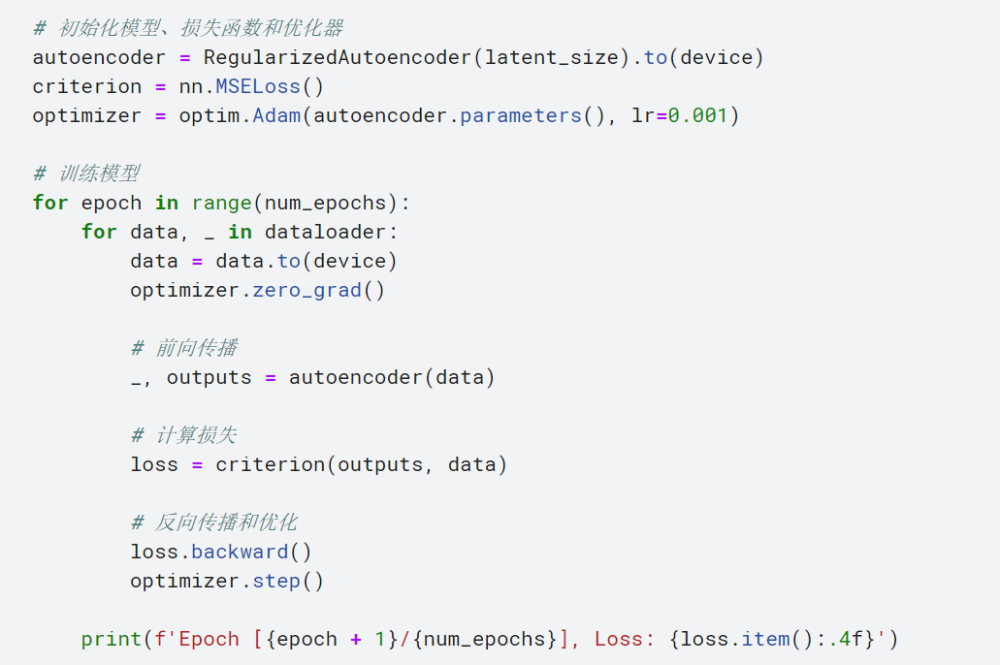 # 初始化模型、损失函数和优化器
autoencoder = RegularizedAutoencoder(latent_size).to(device)
criterion = nn.MSELoss()
optimizer = optim.Adam(autoencoder.parameters(), lr=0.001)
# 训练模型
for epoch in range(num_epochs):
    for data, _ in dataloader:
        data = data.to(device)
        optimizer.zero_grad()
        # 前向传播
        _, outputs = autoencoder(data)
        # 计算损失
        loss = criterion(outputs, data)
        # 反向传播和优化
        loss.backward()
        optimizer.step()
    print(f'Epoch [{epoch + 1}/{num_epochs}], Loss: {loss.item():.4f}')